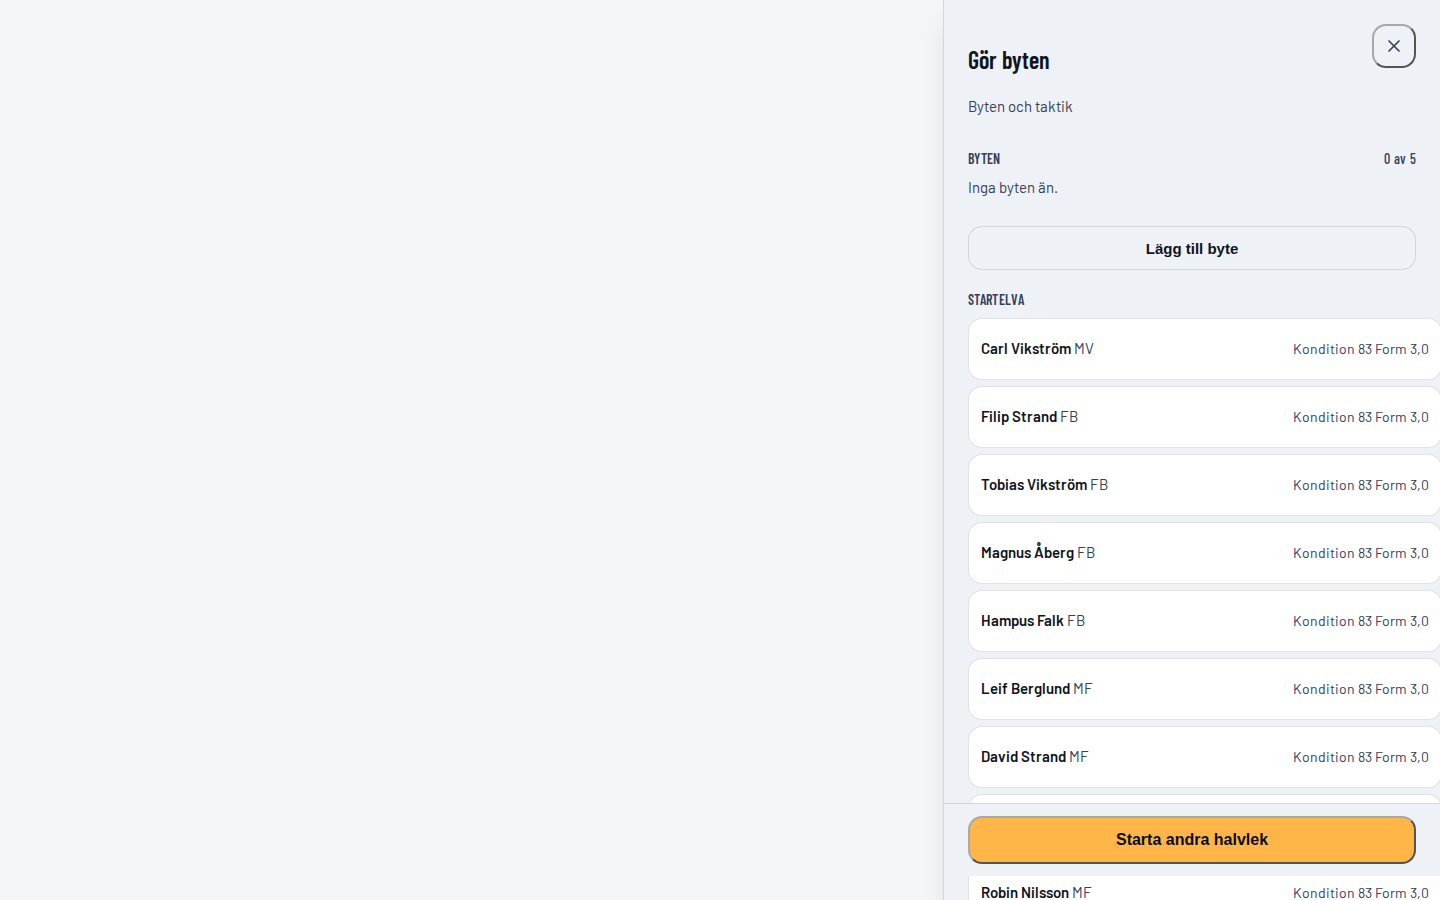 Gör byten
Byten och taktik
BYTEN 0 av 5
Inga byten än.
Lägg till byte
STARTELVA
Carl Vikström MV Kondition 83 Form 3,0
Filip Strand FB Kondition 83 Form 3,0
Tobias Vikström FB Kondition 83 Form 3,0
Magnus Åberg FB Kondition 83 Form 3,0
Hampus Falk FB Kondition 83 Form 3,0
Leif Berglund MF Kondition 83 Form 3,0
David Strand MF Kondition 83 Form 3,0
Starta andra halvlek
Robin Nilsson MF Kondition 83 Form 3,0